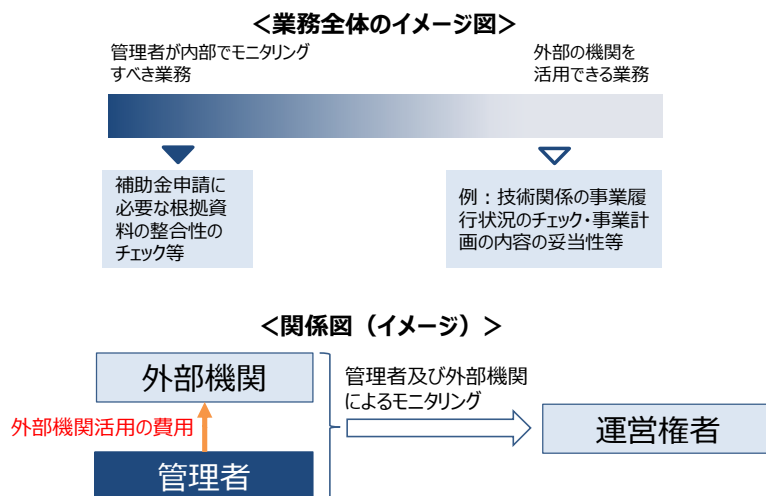 ＜業務全体のイメージ図＞
管理者が内部でモニタリング
すべき業務
外部の機関を
活用できる業務
補助金申請に
必要な根拠資
料の整合性の
チェック等
例：技術関係の事業履
行状況のチェック・事業計
画の内容の妥当性等
＜関係図（イメージ）＞
外部機関
管理者及び外部機関
によるモニタリング
外部機関活用の費用
運営権者
管理者